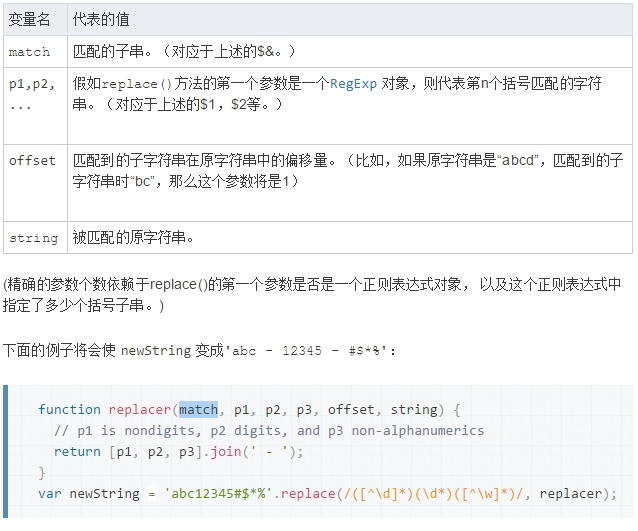 变量名 代表的值
match 匹配的子串。（对应于上述的$&。）
p1,p2, 假如replace()方法的第一个参数是一个RegExp 对象，则代表第n个括号匹配的字符
... 串。（对应于上述的$1，$2等。）
offset 匹配到的子字符串在原字符串中的偏移量。（比如，如果原字符串是“abcd”，匹配到的子
字符串时“bc”，那么这个参数将是1）
string 被匹配的原字符串。
(精确的参数个数依赖于replace()的第一个参数是否是一个正则表达式对象， 以及这个正则表达式中
指定了多少个括号子串。)
下面的例子将会使 newString 变成'abc - 12345 - #$*%'：
function replacer(match, p1, p2, p3, offset, string) {
// p1 is nondigits, p2 digits, and p3 non-alphanumerics
return [p1, p2, p3].join(' - ');
}
var newString = 'abc12345#$*%'.replace(/([^\d]*)(\d*)([^\w]*)/, replacer);